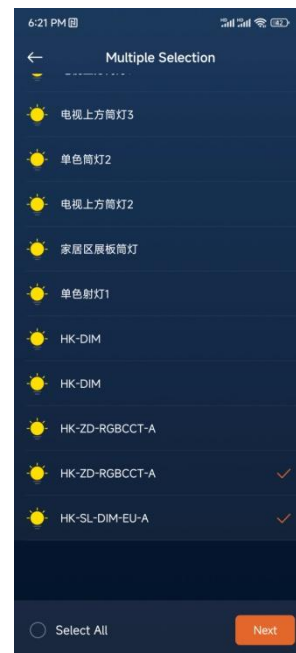 6:21 PM
42
Multiple Selection
电视上方筒灯3
单色筒灯2
电视上方筒灯2
家居区展板筒灯
单色射灯1
HK-DIM
HK-DIM
HK-ZD-RGBCCT-A
HK-ZD-RGBCCT-A
HK-SL-DIM-EU-A
Select All
Next